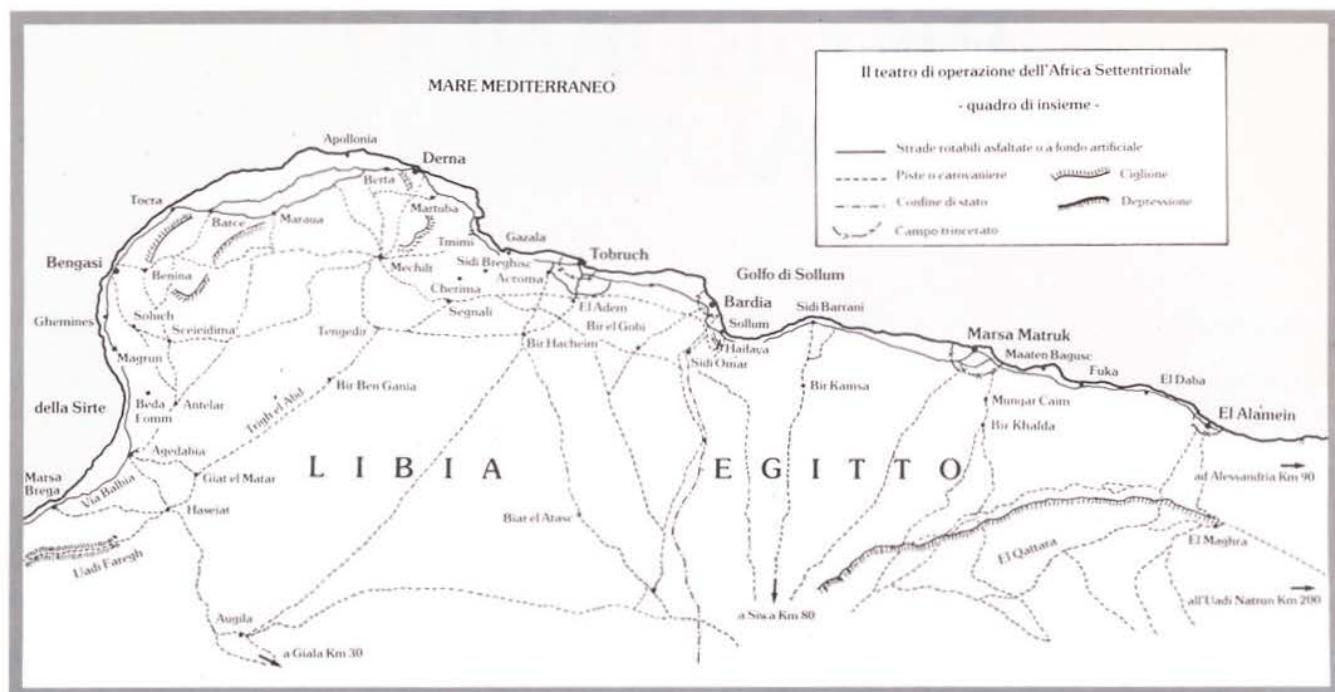 Il teatro di operazione dell'Africa Settentrionale
- quadro di insieme -
Strade rotabili asfaltate o a fondo artificiale
Piste o carovaniere
Ciglione
Confine di stato
Depressione
Campo trincerato
MARE MEDITERRANEO
Apollonia
Derna
Berta
Tocra
Martuba
Barce
Maraua
Tmimi
Gazala
Tobruch
Bengasi
Benina
Mechili
Sidi Breghisc
Acroma
Golfo di Sollum
Cherima
El Adem
Bardia
Sidi Barrani
Ghemines
Soluch
Sceieidima
Segnali
Tengedir
Bir el Gobi
Sollum
Marsa Matruk
Bir Hacheim
Halfaya
Maaten Bagusc
Magrun
Sidi Omar
Fuka
El Daba
Bir Ben Gania
Bir Kamsa
della Sirte
Beda
Fomm
Antelat
Mungar Caim
El Alamein
Trigh el Abd
Bir Khalda
Agedabia
LIBIA
EGITTO
Marsa
Brega
Via Balbia
Giat el Matar
ad Alessandria Km 90
Haseiat
Biar el Atasc
Uadi Faregh
El Qattara
El Maghra
a Siwa Km 80
all'Uadi Natrun Km 200
Augila
a Giala Km 30